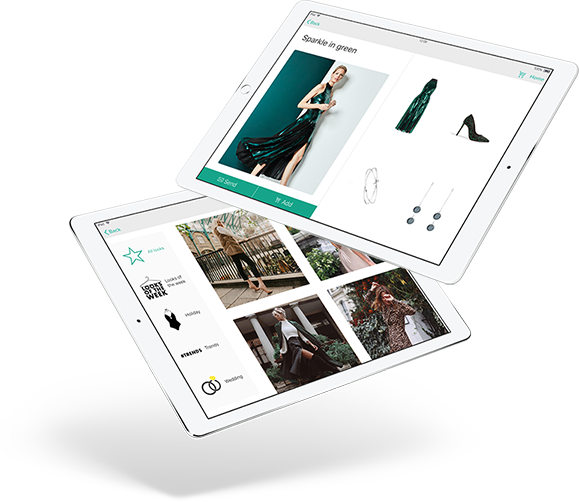 Back
Sparkle in green
100%
Home
Send
Add
Back
All looks
LOOKS
OF THE
WEEK
Looks of
the week
Holiday
#TRENDS
Trends
Wedding